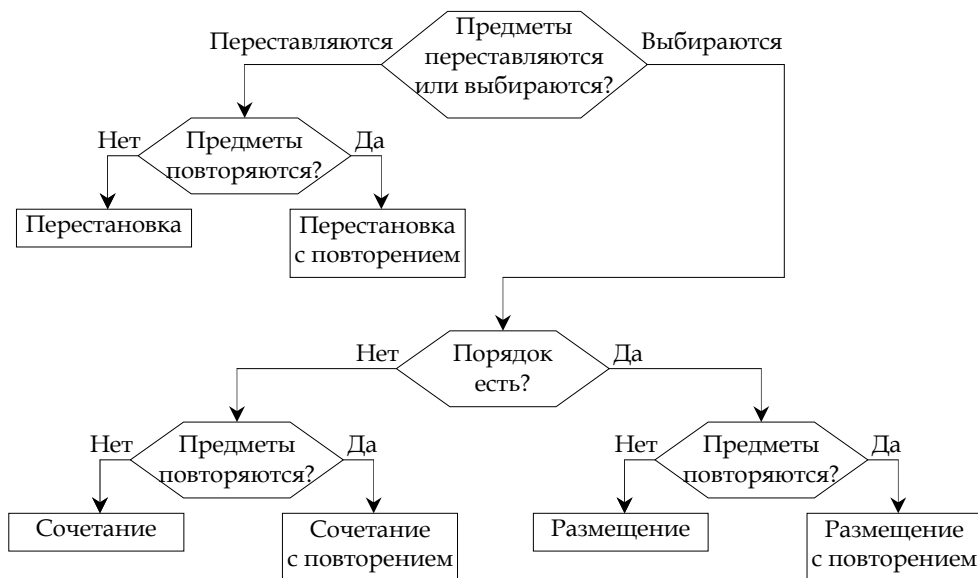 Предметы
переставляются
или выбираются?
Переставляются
Выбираются
Предметы
повторяются?
Нет
Да
Перестановка
Перестановка
с повторением
Порядок
есть?
Нет
Да
Предметы
повторяются?
Нет
Да
Предметы
повторяются?
Нет
Да
Сочетание
Сочетание
с повторением
Размещение
Размещение
с повторением